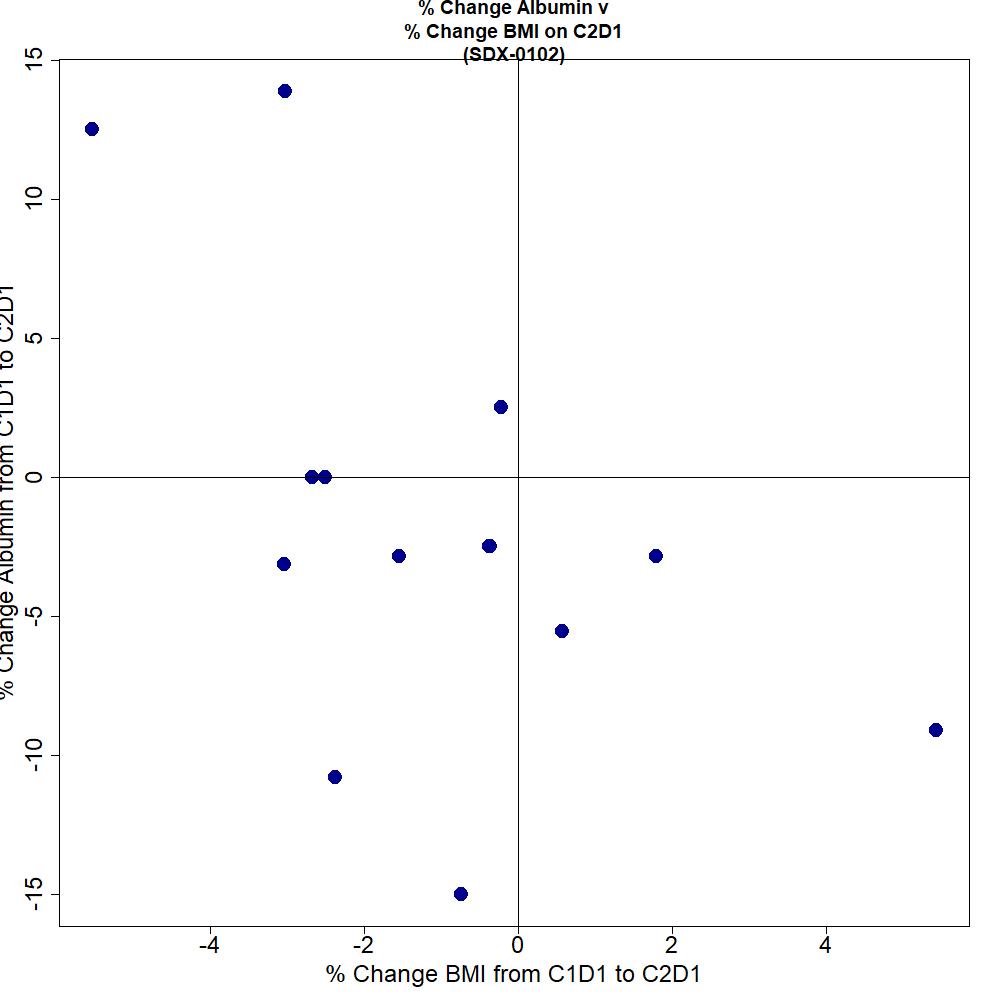 % Change Albumin v
% Change BMI on C2D1
(SDX-0102)
% Change Albumin from C1D1 to C2D1
15
10
5
0
-5
-10
-15
-4
-2
0
2
4
% Change BMI from C1D1 to C2D1